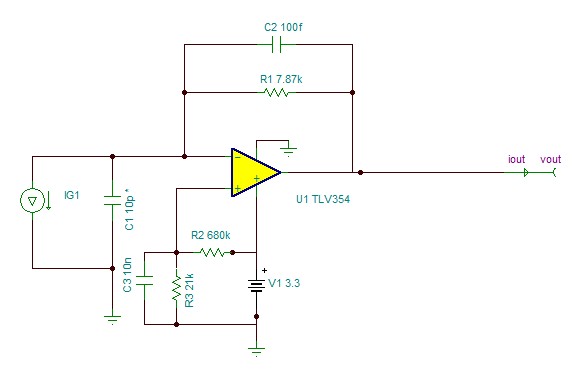 C2 100f
R1 7.87k
iout
vout
-
+
+
IG1
C1 10p *
U1 TLV354
R2 680k
C3 10n
R3 21k
+
V1 3.3